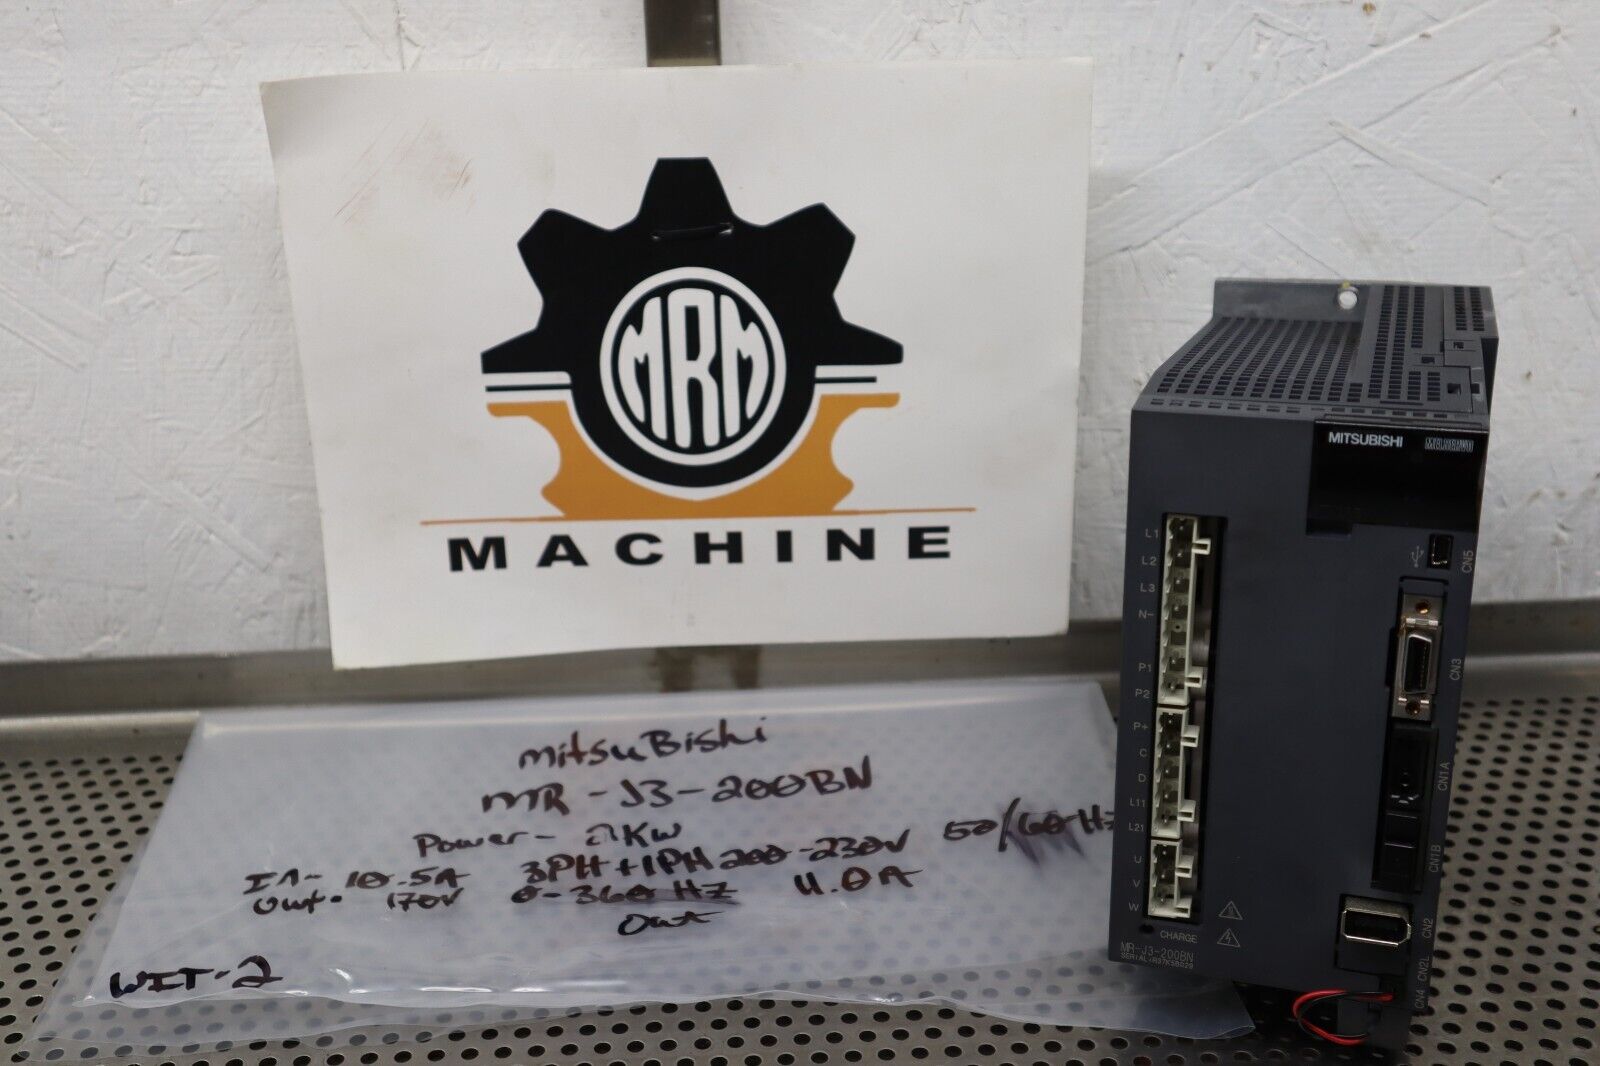 MRM
MACHINE
mitsuBishi
MR-J3-200BN
Power- 2Kw
In- 10.5A 3PH+1PH 200-230V 50/60Hz
Out- 170V 0-360 HZ 11.0A
Out
WIT-2
MITSUBISHI
L1
L2
L3
N-
P1
P2
P+
C
D
L11
L21
U
V
W
CHARGE
MR-J3-200BN
CN5
CN3
CN1A
CN1B
CN2
CN2L
CN4